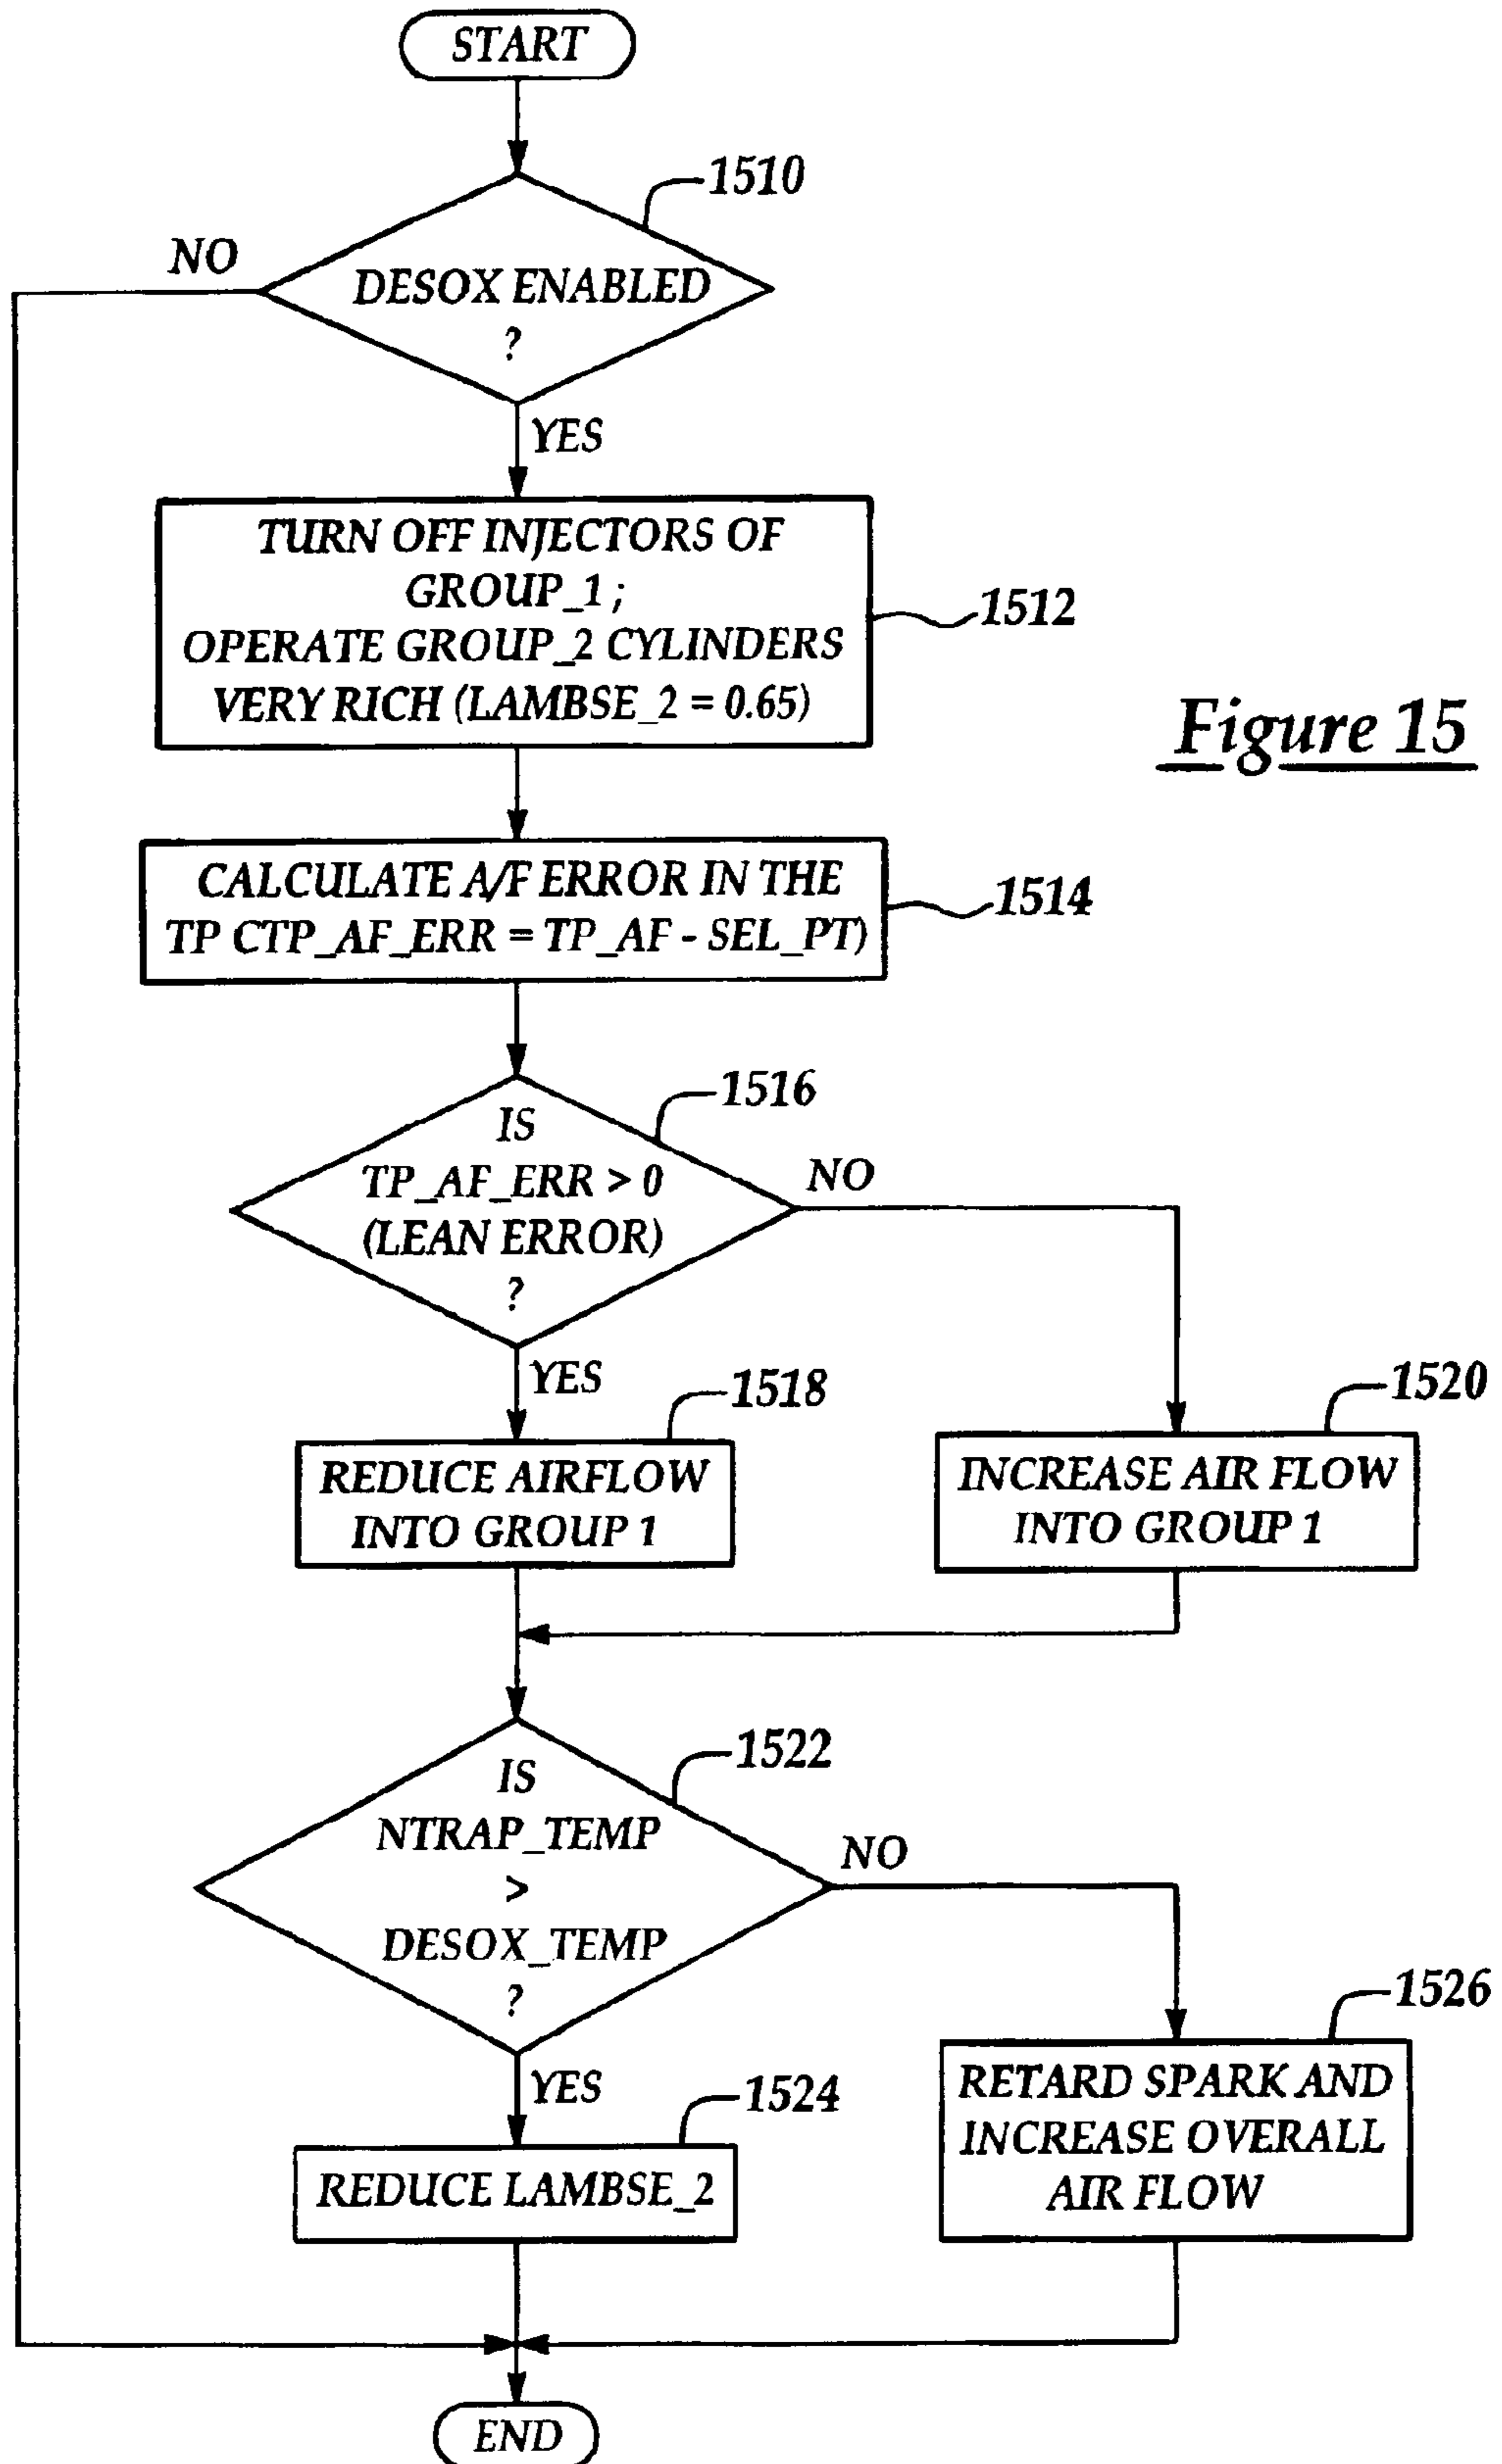 START
1510
NO
DESOX ENABLED
?
YES
TURN OFF INJECTORS OF
GROUP_1 ;
OPERATE GROUP_2 CYLINDERS
VERY RICH (LAMBSE_2 = 0.65)
1512
Figure 15
CALCULATE A/F ERROR IN THE
TP CTP_AF_ERR = TP_AF - SEL_PT)
1514
1516
IS
TP_AF_ERR > 0
(LEAN ERROR)
?
NO
YES
1518
1520
REDUCE AIRFLOW
INTO GROUP 1
INCREASE AIR FLOW
INTO GROUP 1
1522
IS
NTRAP_TEMP
>
DESOX_TEMP
?
NO
YES
1524
1526
REDUCE LAMBSE_2
RETARD SPARK AND
INCREASE OVERALL
AIR FLOW
END